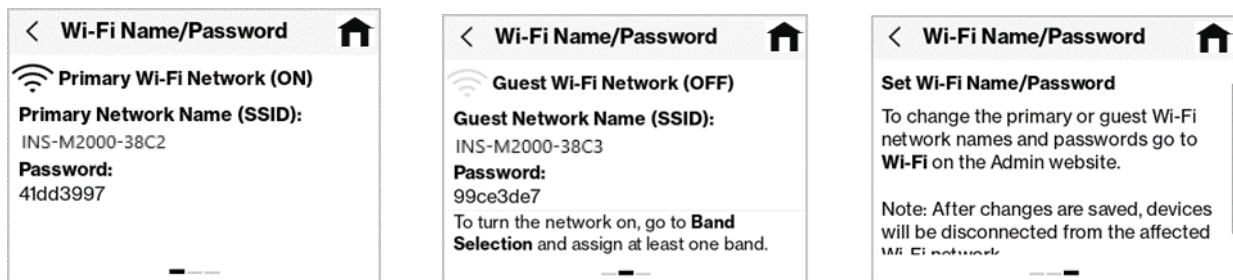 Wi-Fi Name/Password
Primary Wi-Fi Network (ON)
Primary Network Name (SSID):
INS-M2000-38C2
Password:
41dd3997
Wi-Fi Name/Password
Guest Wi-Fi Network (OFF)
Guest Network Name (SSID):
INS-M2000-38C3
Password:
99ce3de7
To turn the network on, go to Band
Selection and assign at least one band.
Wi-Fi Name/Password
Set Wi-Fi Name/Password
To change the primary or guest Wi-Fi
network names and passwords go to
Wi-Fi on the Admin website.
Note: After changes are saved, devices
will be disconnected from the affected
Wi-Fi network